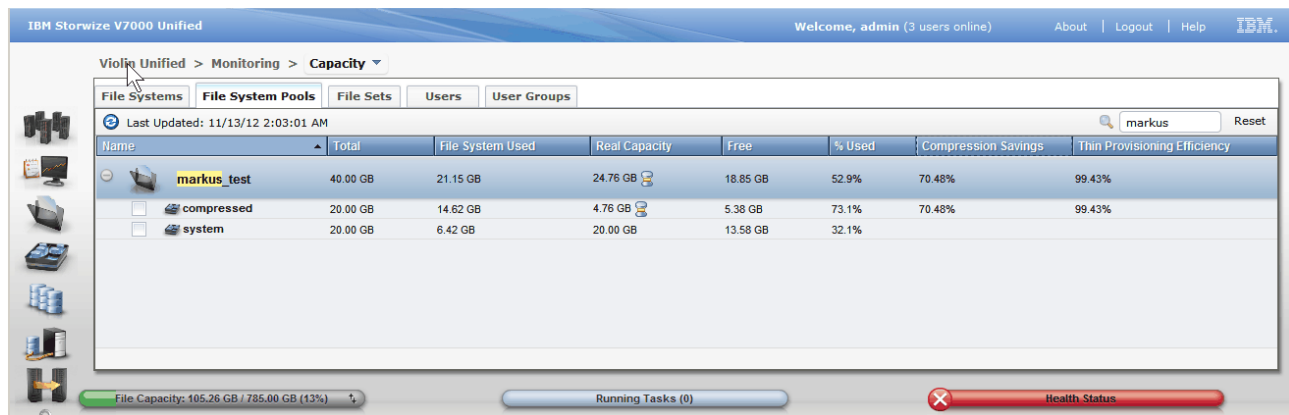 IBM Storwize V7000 Unified Welcome, admin (3 users online) About | Logout | Help IBM.
Violin Unified > Monitoring > Capacity
File Systems File System Pools File Sets Users User Groups
Last Updated: 11/13/12 2:03:01 AM markus Reset
Name Total File System Used Real Capacity Free % Used Compression Savings Thin Provisioning Efficiency
markus_test 40.00 GB 21.15 GB 24.76 GB 18.85 GB 52.9% 70.48% 99.43%
compressed 20.00 GB 14.62 GB 4.76 GB 5.38 GB 73.1% 70.48% 99.43%
system 20.00 GB 6.42 GB 20.00 GB 13.58 GB 32.1%
File Capacity: 105.26 GB / 785.00 GB (13%) Running Tasks (0) Health Status